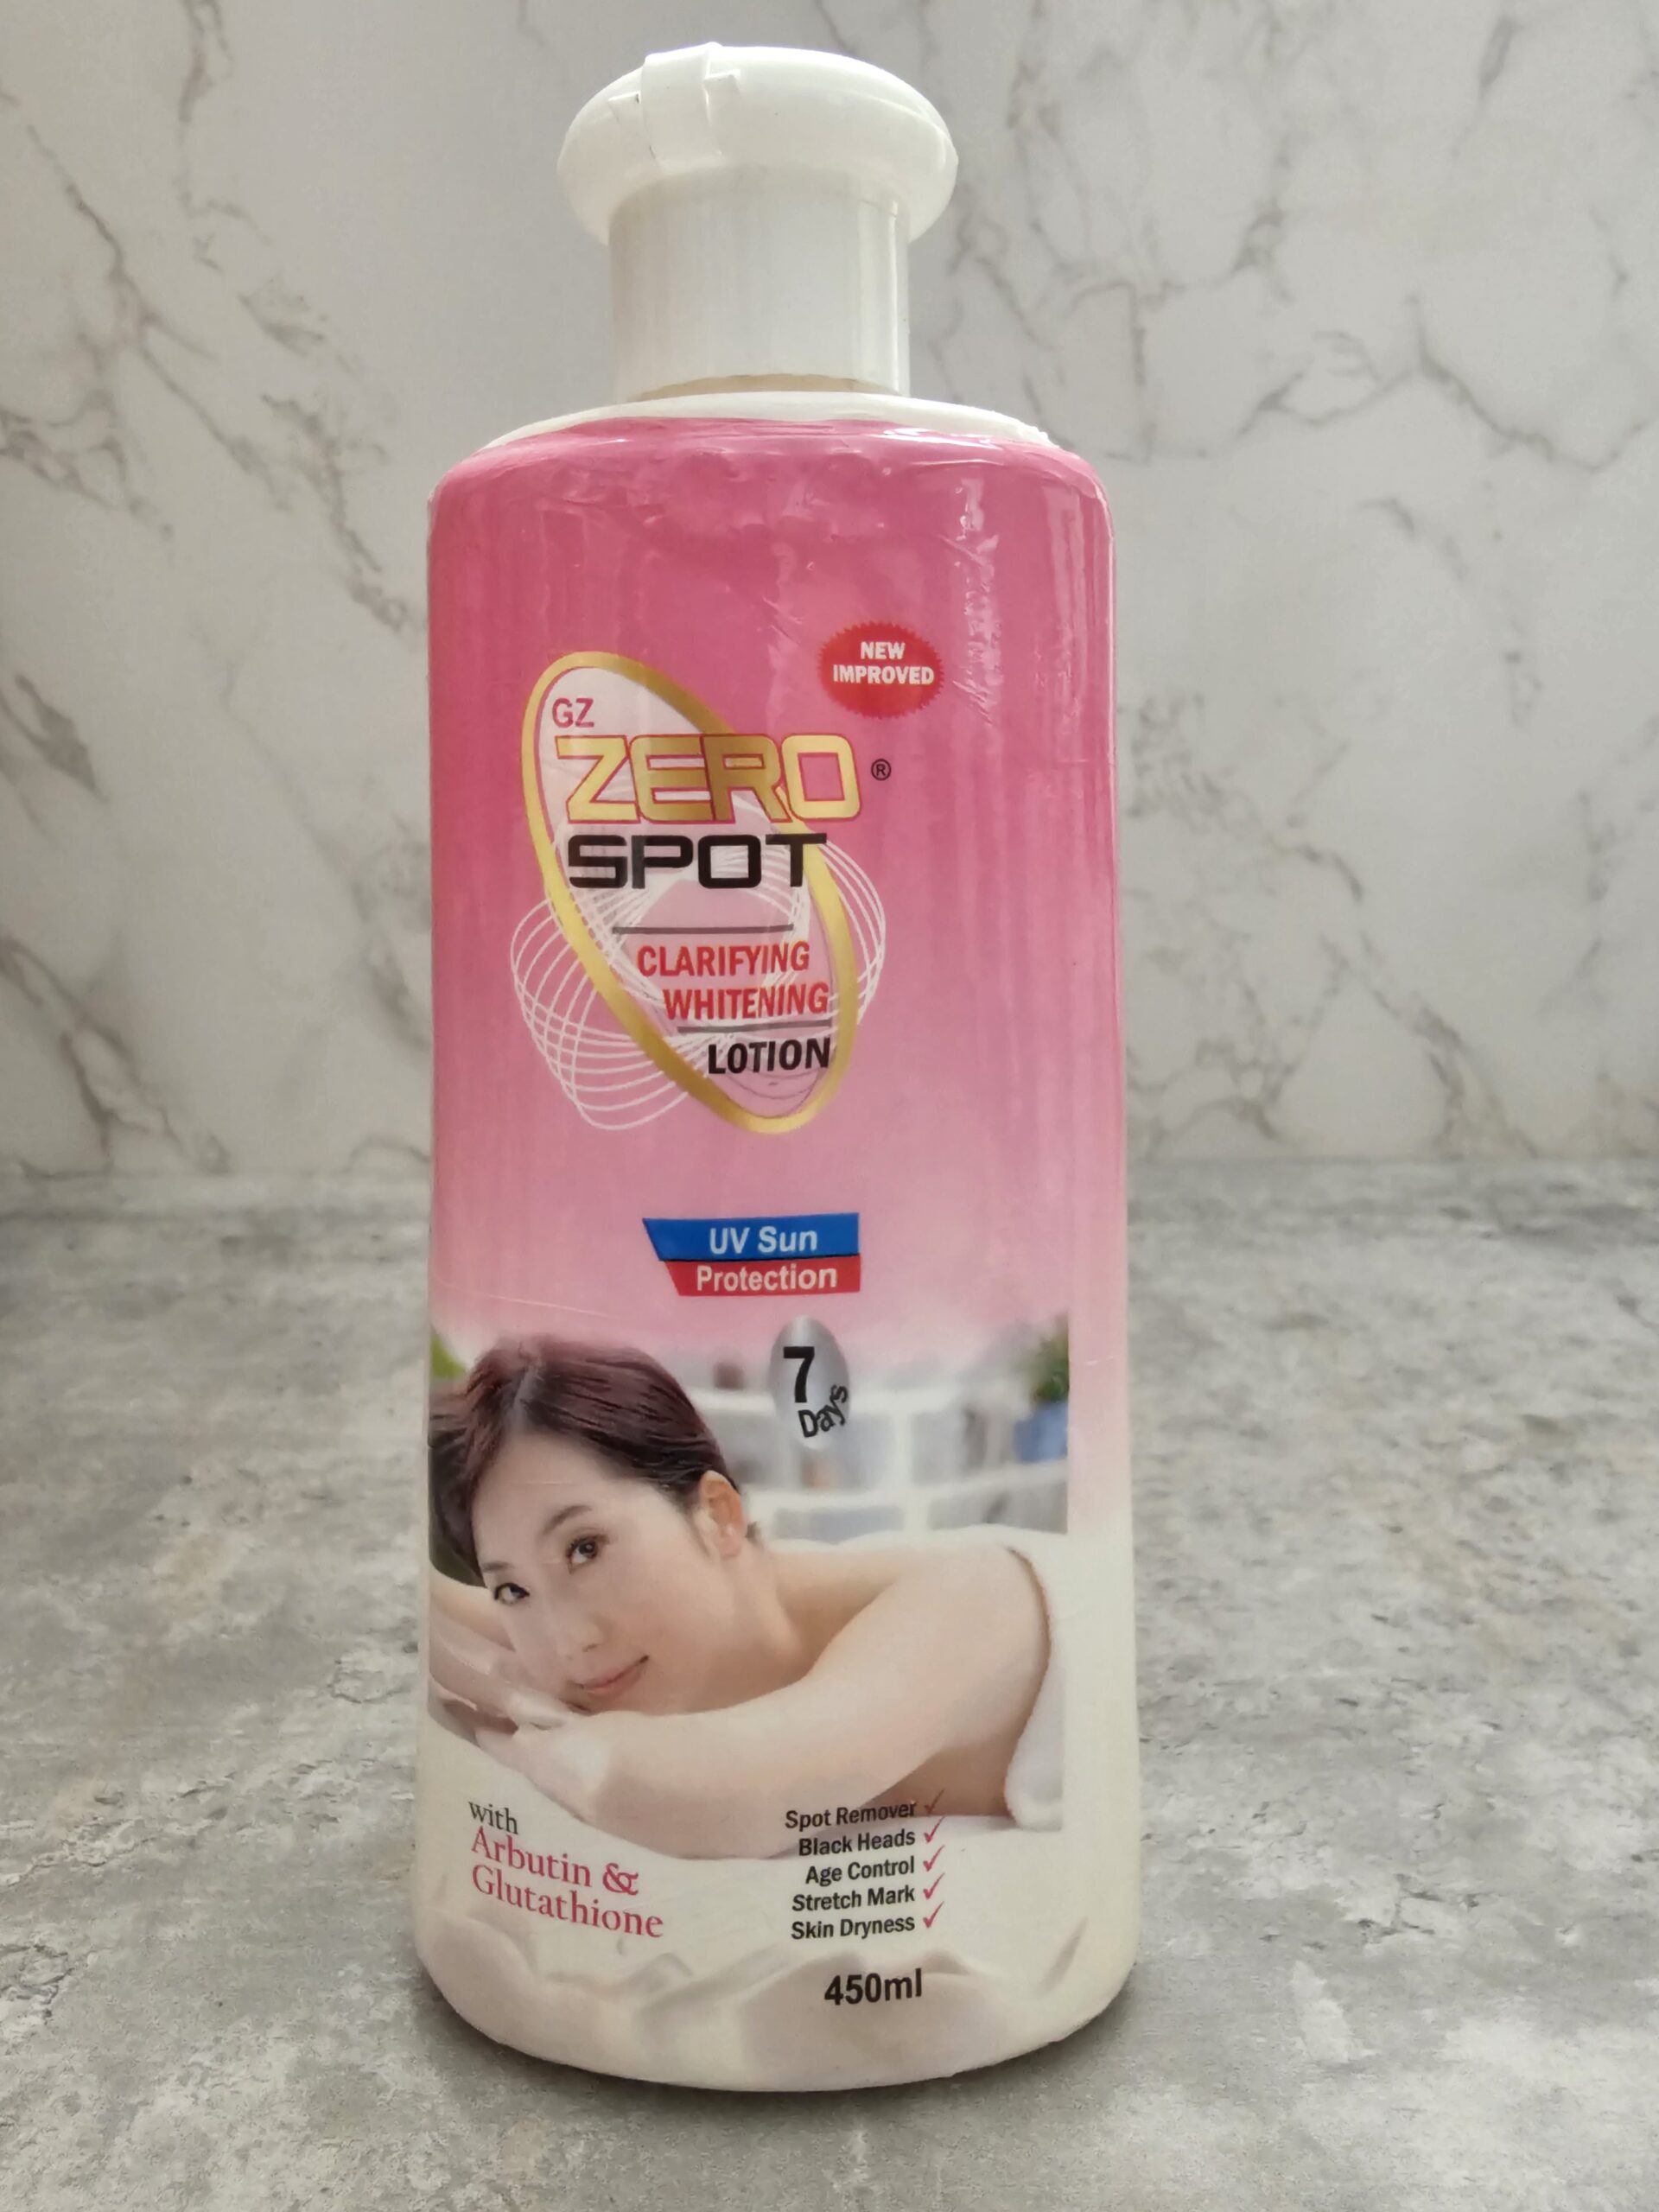 NEW
IMPROVED
GZ
ZERO ®
SPOT
CLARIFYING
WHITENING
LOTION
UV Sun
Protection
7
Days
with
Arbutin &
Glutathione
Spot Remover ✓
Black Heads ✓
Age Control ✓
Stretch Mark ✓
Skin Dryness ✓
450ml